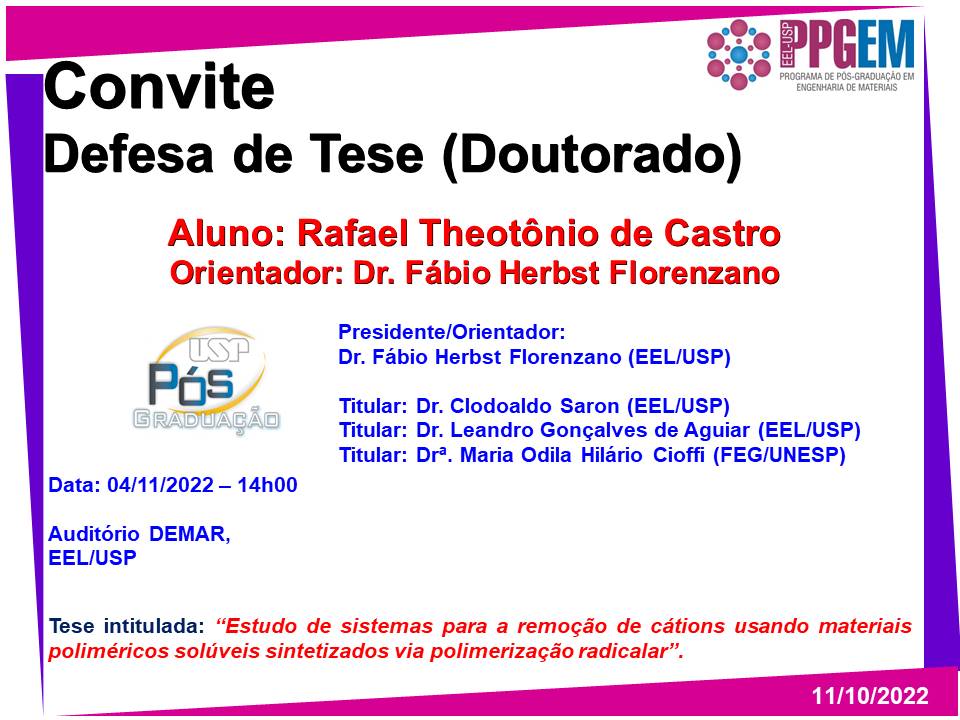 EEL-USP
PPGEM
PROGRAMA DE PÓS-GRADUAÇÃO EM
ENGENHARIA DE MATERIAIS
Convite
Defesa de Tese (Doutorado)
Aluno: Rafael Theotônio de Castro
Orientador: Dr. Fábio Herbst Florenzano
USP
PÓS
GRADUAÇÃO
Presidente/Orientador:
Dr. Fábio Herbst Florenzano (EEL/USP)
Titular: Dr. Clodoaldo Saron (EEL/USP)
Titular: Dr. Leandro Gonçalves de Aguiar (EEL/USP)
Titular: Drª. Maria Odila Hilário Cioffi (FEG/UNESP)
Data: 04/11/2022 – 14h00
Auditório DEMAR,
EEL/USP
Tese intitulada: “Estudo de sistemas para a remoção de cátions usando materiais
poliméricos solúveis sintetizados via polimerização radicalar”.
11/10/2022